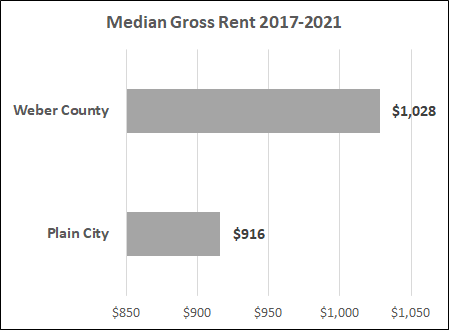 Median Gross Rent 2017-2021
Weber County
$1,028
Plain City
$916
$850 $900 $950 $1,000 $1,050